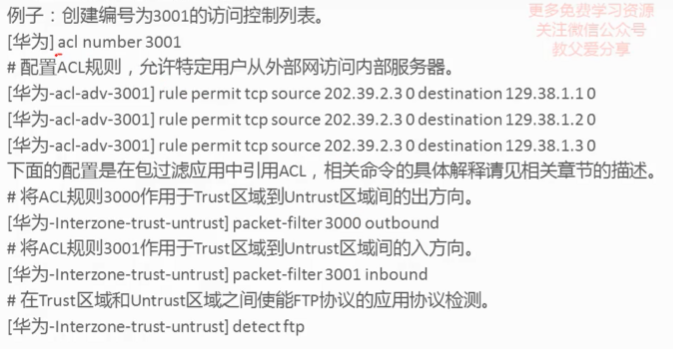 例子：创建编号为3001的访问控制列表。
更多免费学习资源
关注微信公众号
教父爱分享
[华为] acl number 3001
# 配置ACL规则，允许特定用户从外部网访问内部服务器。
[华为-acl-adv-3001] rule permit tcp source 202.39.2.3 0 destination 129.38.1.1 0
[华为-acl-adv-3001] rule permit tcp source 202.39.2.3 0 destination 129.38.1.2 0
[华为-acl-adv-3001] rule permit tcp source 202.39.2.3 0 destination 129.38.1.3 0
下面的配置是在包过滤应用中引用ACL，相关命令的具体解释请见相关章节的描述。
# 将ACL规则3000作用于Trust区域到Untrust区域间的出方向。
[华为-Interzone-trust-untrust] packet-filter 3000 outbound
# 将ACL规则3001作用于Trust区域到Untrust区域间的入方向。
[华为-Interzone-trust-untrust] packet-filter 3001 inbound
# 在Trust区域和Untrust区域之间使能FTP协议的应用协议检测。
[华为-Interzone-trust-untrust] detect ftp